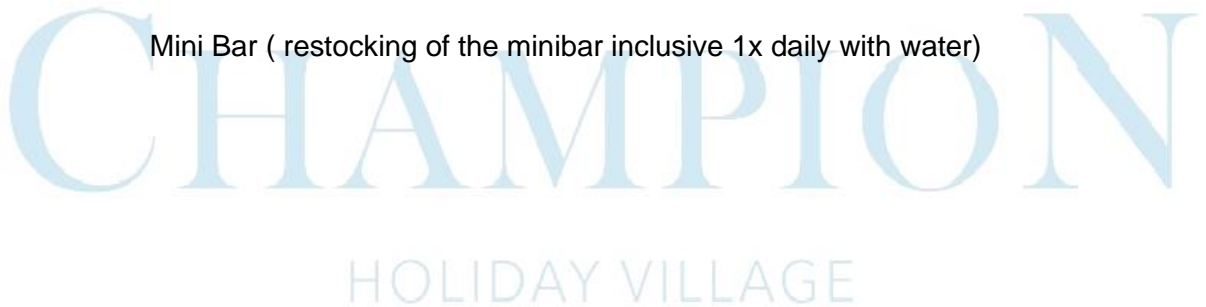 Mini Bar ( restocking of the minibar inclusive 1x daily with water)
CHAMPION
HOLIDAY VILLAGE